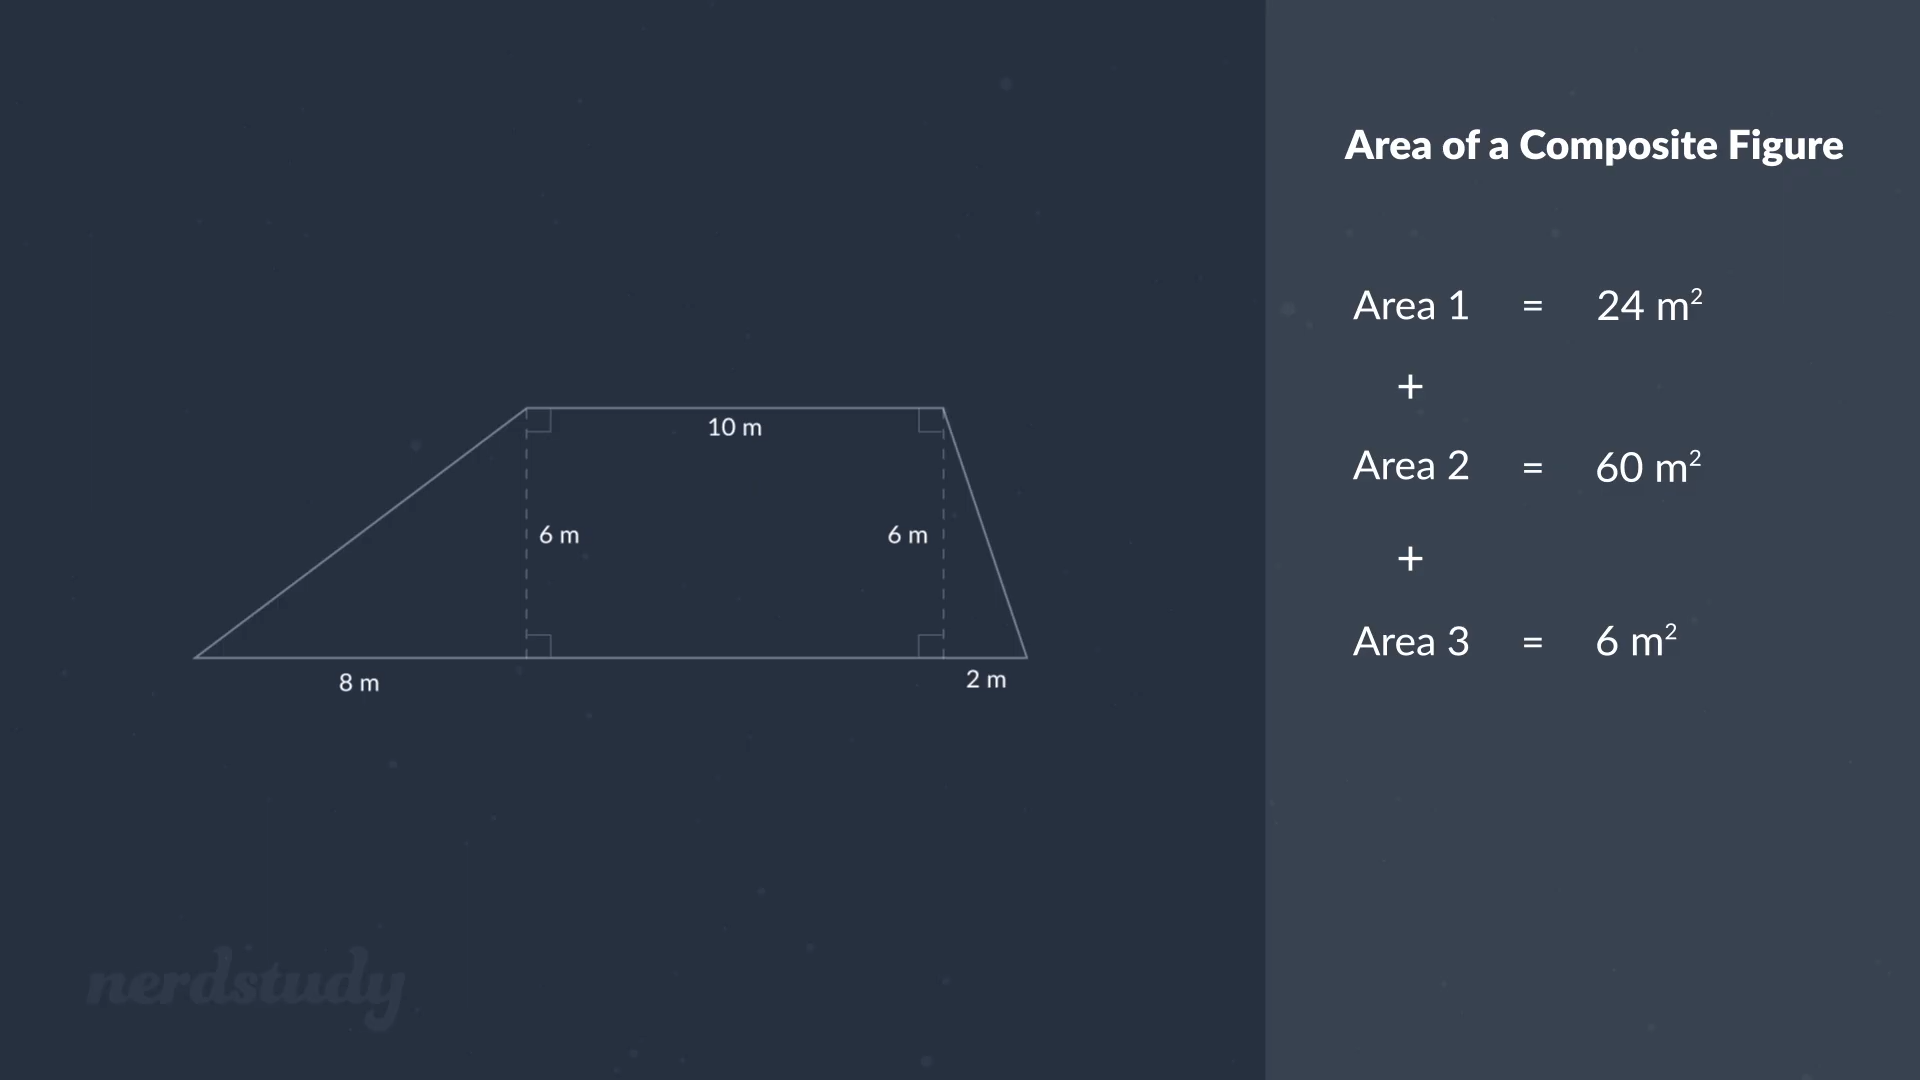 Area of a Composite Figure
Area 1 = 24 m²
+
Area 2 = 60 m²
+
Area 3 = 6 m²
10 m
6 m 6 m
8 m 2 m
nerdstudy